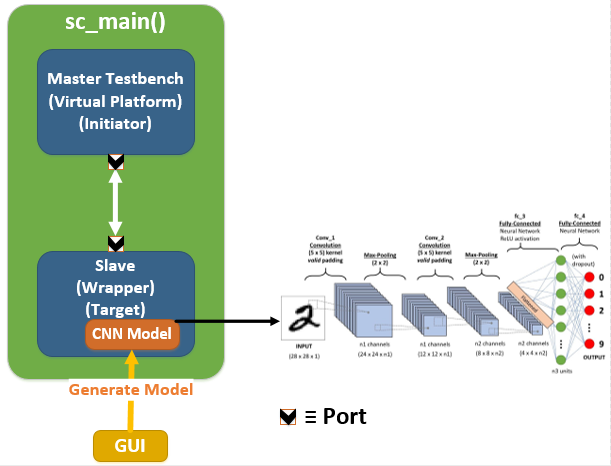 sc_main()
Master Testbench
(Virtual Platform)
(Initiator)
Slave
(Wrapper)
(Target)
CNN Model
Generate Model
GUI
≡ Port
Conv_1
Convolution
(5 x 5) kernel
valid padding
Max-Pooling
(2 x 2)
Conv_2
Convolution
(5 x 5) kernel
valid padding
Max-Pooling
(2 x 2)
fc_3
Fully-Connected
Neural Network
ReLU activation
fc_4
Fully-Connected
Neural Network
(with
dropout)
Flattened
0
1
2
9
OUTPUT
n3 units
INPUT
(28 x 28 x 1)
n1 channels
(24 x 24 x n1)
n1 channels
(12 x 12 x n1)
n2 channels
(8 x 8 x n2)
n2 channels
(4 x 4 x n2)
2